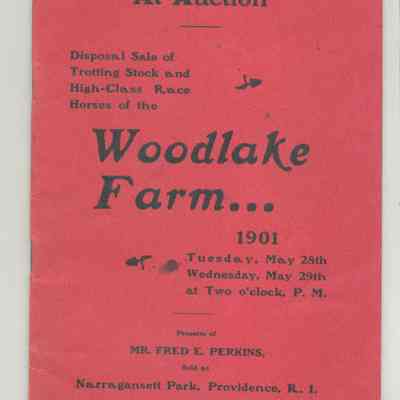 At Auction
Disposal Sale of
Trotting Stock and
High-Class Race
Horses of the
Woodlake
Farm...
1901
Tuesday, May 28th
Wednesday, May 29th
at Two o'clock, P. M.
Property of
MR. FRED E. PERKINS,
Sold at
Narragansett Park, Providence, R. I.